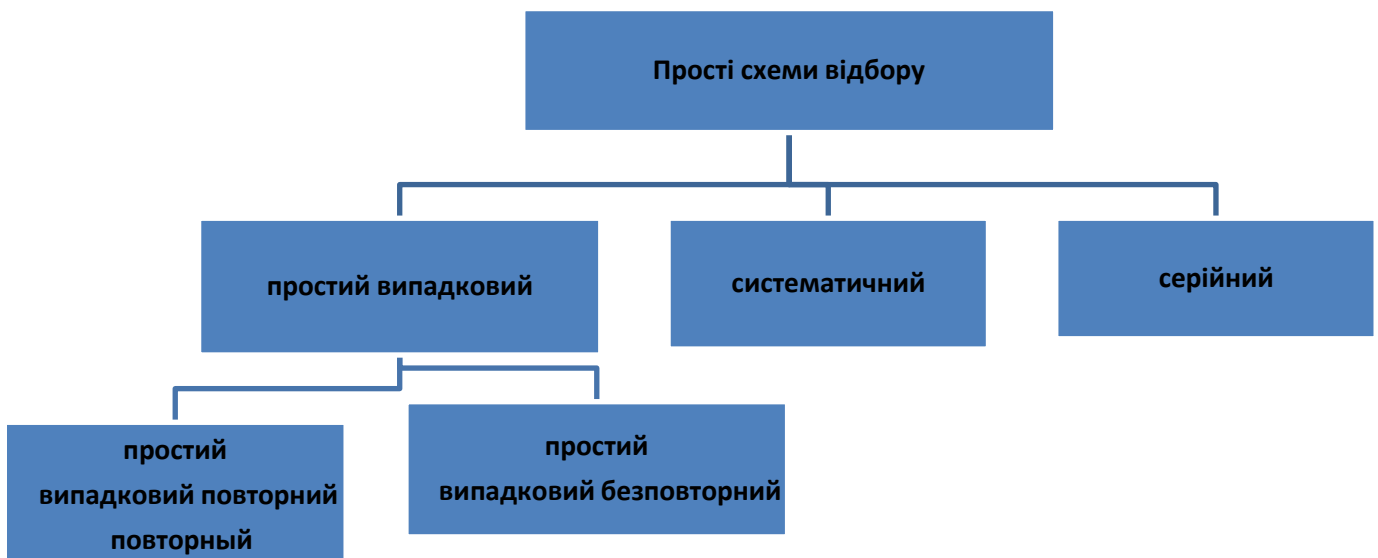 Прості схеми відбору
простий випадковий
систематичний
серійний
простий
випадковий повторний
повторный
простий
випадковий безповторний